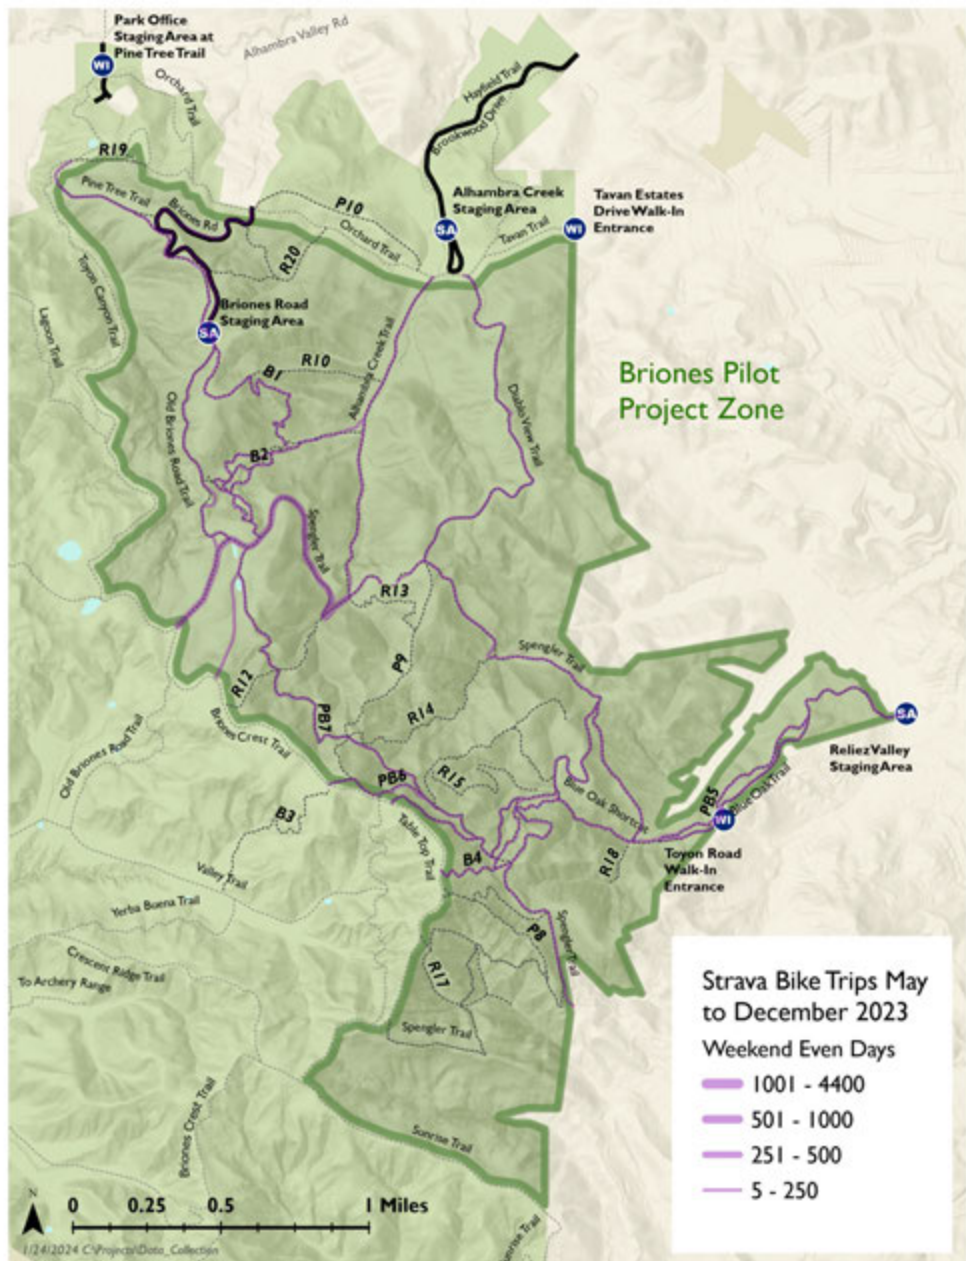 Park Office
Staging Area at
Pine Tree Trail
WI
Alhambra Valley Rd
Orchard Trail
Hayfield Trail
Brookwood Drive
R19
Pine Tree Trail
Briones Rd
P10
Orchard Trail
R20
Alhambra Creek
Staging Area
SA
Tavan Trail
Tavan Estates
Drive Walk-In
Entrance
WI
Toyon Canyon Trail
Lagoon Trail
Briones Road
Staging Area
SA
R10
B1
Alhambra Creek Trail
Diablo View Trail
Briones Pilot
Project Zone
Old Briones Road Trail
B2
Spengler Trail
R13
P9
Spengler Trail
R12
PB7
R14
Briones Crest Trail
Old Briones Road Trail
PB6
R15
Blue Oak Shortcut
PB5
Blue Oak Trail
SA
Reliez Valley
Staging Area
WI
Toyon Road
Walk-In
Entrance
B3
Table Top Trail
B4
R18
Valley Trail
Yerba Buena Trail
P8
Spengler Trail
R17
Crescent Ridge Trail
To Archery Range
Spengler Trail
Briones Crest Trail
Sunrise Trail
Strava Bike Trips May
to December 2023
Weekend Even Days
1001 - 4400
501 - 1000
251 - 500
5 - 250
N
0 0.25 0.5 1 Miles
1/24/2024 C:\Projects\Data_Collection